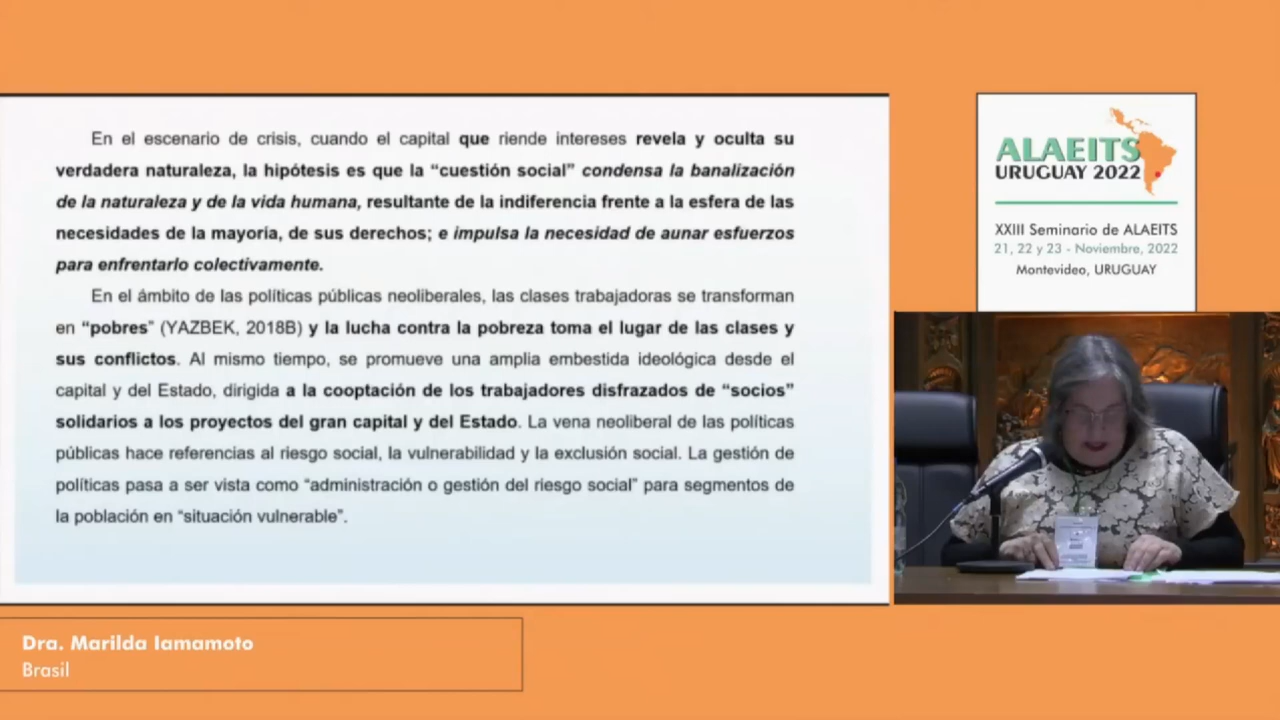 En el escenario de crisis, cuando el capital que riende intereses revela y oculta su
verdadera naturaleza, la hipótesis es que la “cuestión social” condensa la banalización
de la naturaleza y de la vida humana, resultante de la indiferencia frente a la esfera de las
necesidades de la mayoría, de sus derechos; e impulsa la necesidad de aunar esfuerzos
para enfrentarlo colectivamente.
En el ámbito de las políticas públicas neoliberales, las clases trabajadoras se transforman
en “pobres” (YAZBEK, 2018B) y la lucha contra la pobreza toma el lugar de las clases y
sus conflictos. Al mismo tiempo, se promueve una amplia embestida ideológica desde el
capital y del Estado, dirigida a la cooptación de los trabajadores disfrazados de “socios”
solidarios a los proyectos del gran capital y del Estado. La vena neoliberal de las políticas
públicas hace referencias al riesgo social, la vulnerabilidad y la exclusión social. La gestión de
políticas pasa a ser vista como “administración o gestión del riesgo social” para segmentos de
la población en “situación vulnerable”.
ALAEITS
URUGUAY 2022
XXIII Seminario de ALAEITS
21, 22 y 23 - Noviembre, 2022
Montevideo, URUGUAY
Dra. Marilda Iamamoto
Brasil